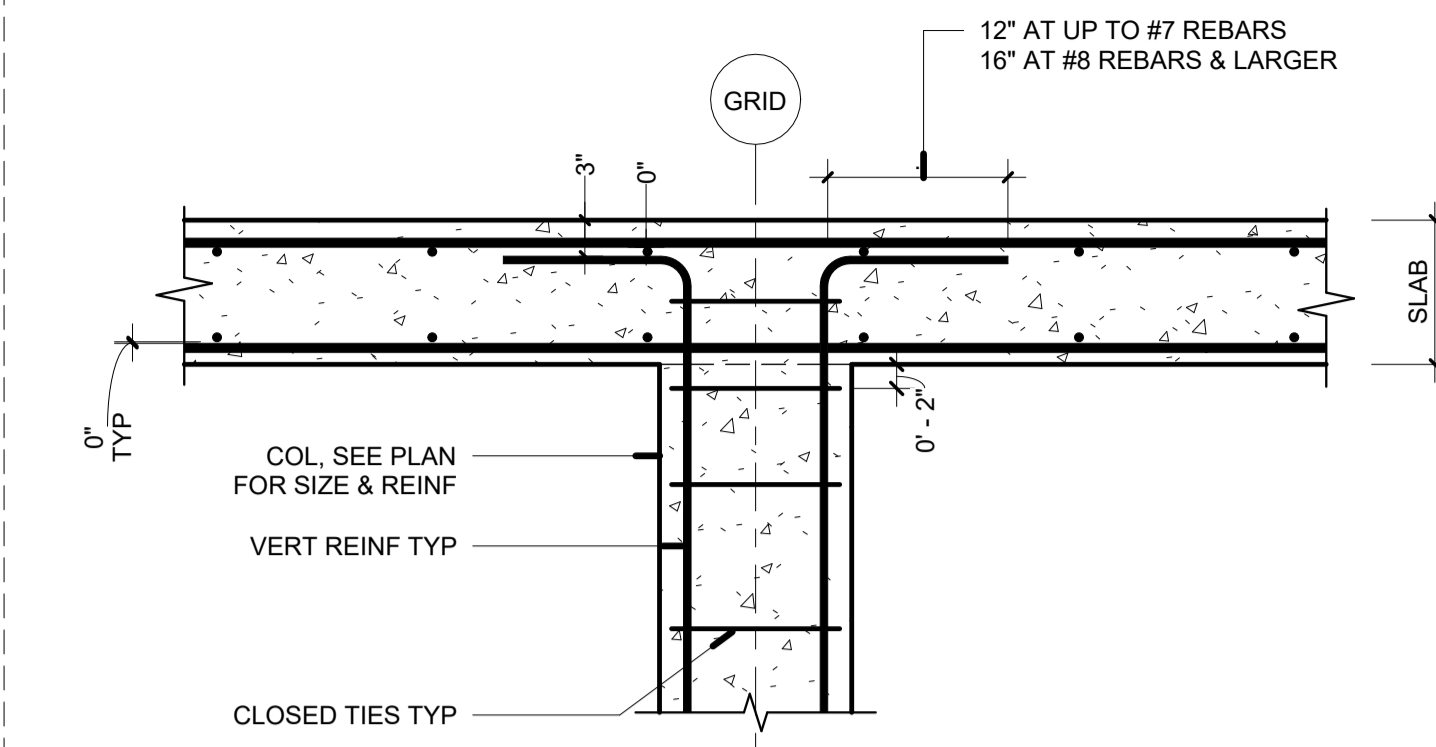 12" AT UP TO #7 REBARS
16" AT #8 REBARS & LARGER
GRID
3"
0"
SLAB
0"
TYP
0' - 2"
COL, SEE PLAN
FOR SIZE & REINF
VERT REINF TYP
CLOSED TIES TYP